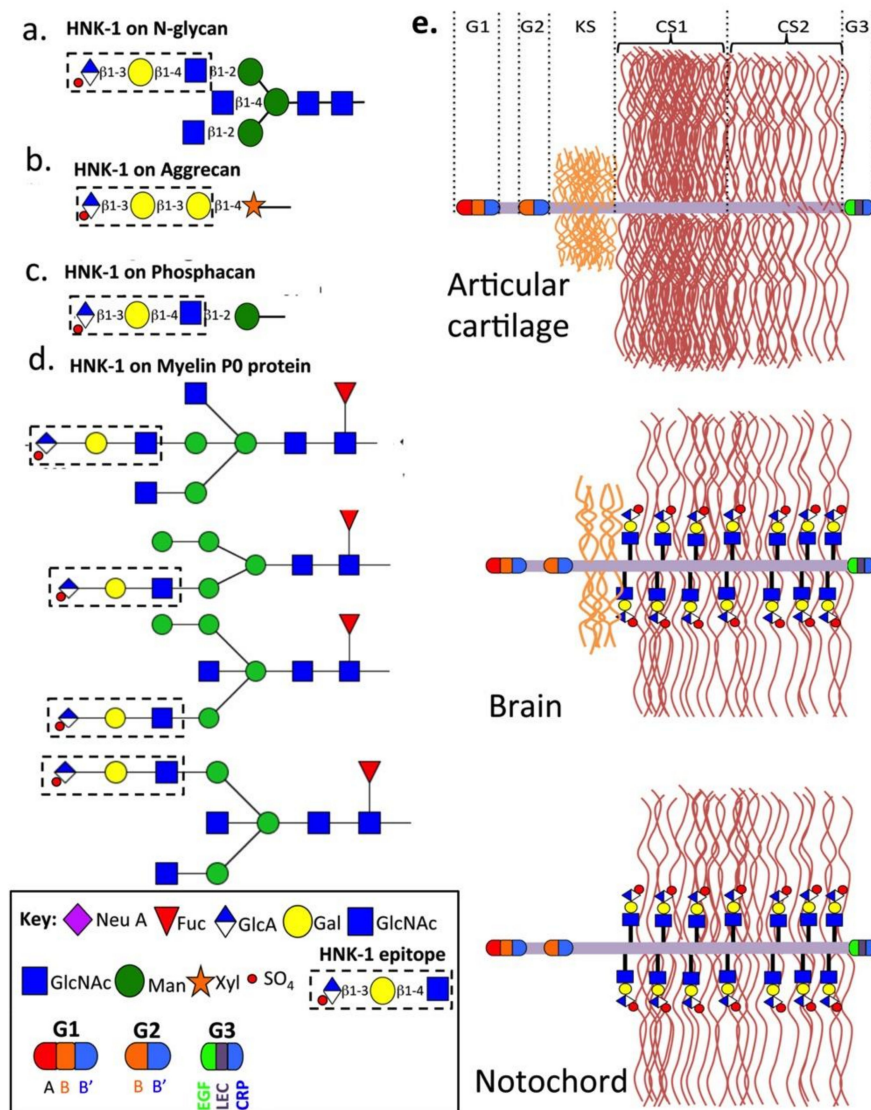 a. HNK-1 on N-glycan
β1-3 β1-4 β1-2
β1-4
β1-2
b. HNK-1 on Aggrecan
β1-3 β1-3 β1-4
c. HNK-1 on Phosphacan
β1-3 β1-4 β1-2
d. HNK-1 on Myelin P0 protein
Key: Neu A Fuc GlcA Gal GlcNAc
GlcNAc Man Xyl SO4
HNK-1 epitope
β1-3 β1-4
G1 G2 G3
A B B' B B' EGF LEC CRP
e. G1 G2 KS CS1 CS2 G3
Articular
cartilage
Brain
Notochord